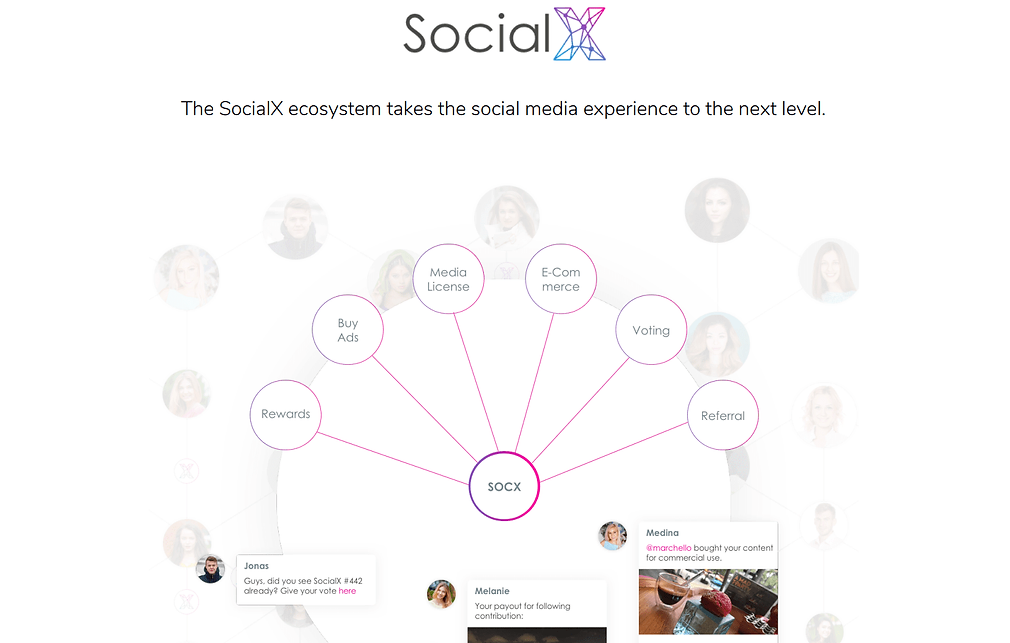 SocialX
The SocialX ecosystem takes the social media experience to the next level.
Media
License
E-Com
merce
Buy
Ads
Voting
Rewards
Referral
SOCX
Medina
@marchello bought your content
for commercial use.
Jonas
Guys, did you see SocialX #442
already? Give your vote here
Melanie
Your payout for following
contribution: